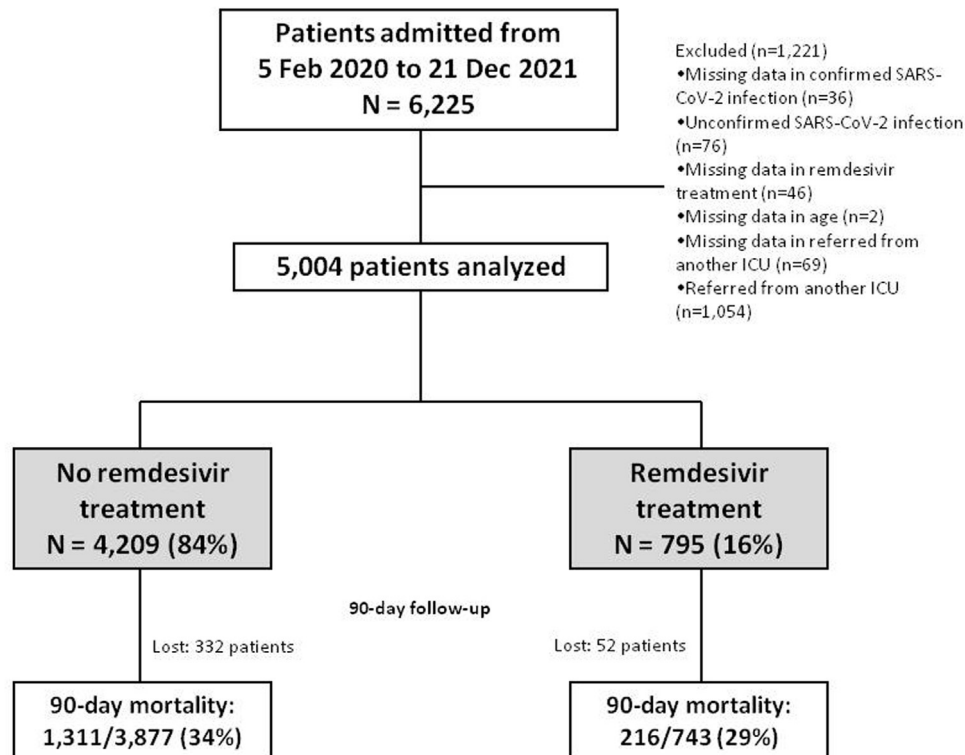 Patients admitted from
5 Feb 2020 to 21 Dec 2021
N = 6,225
Excluded (n=1,221)
•Missing data in confirmed SARS-
CoV-2 infection (n=36)
•Unconfirmed SARS-CoV-2 infection
(n=76)
•Missing data in remdesivir
treatment (n=46)
•Missing data in age (n=2)
•Missing data in referred from
another ICU (n=69)
•Referred from another ICU
(n=1,054)
5,004 patients analyzed
No remdesivir
treatment
N = 4,209 (84%)
Remdesivir
treatment
N = 795 (16%)
90-day follow-up
Lost: 332 patients
Lost: 52 patients
90-day mortality:
1,311/3,877 (34%)
90-day mortality:
216/743 (29%)